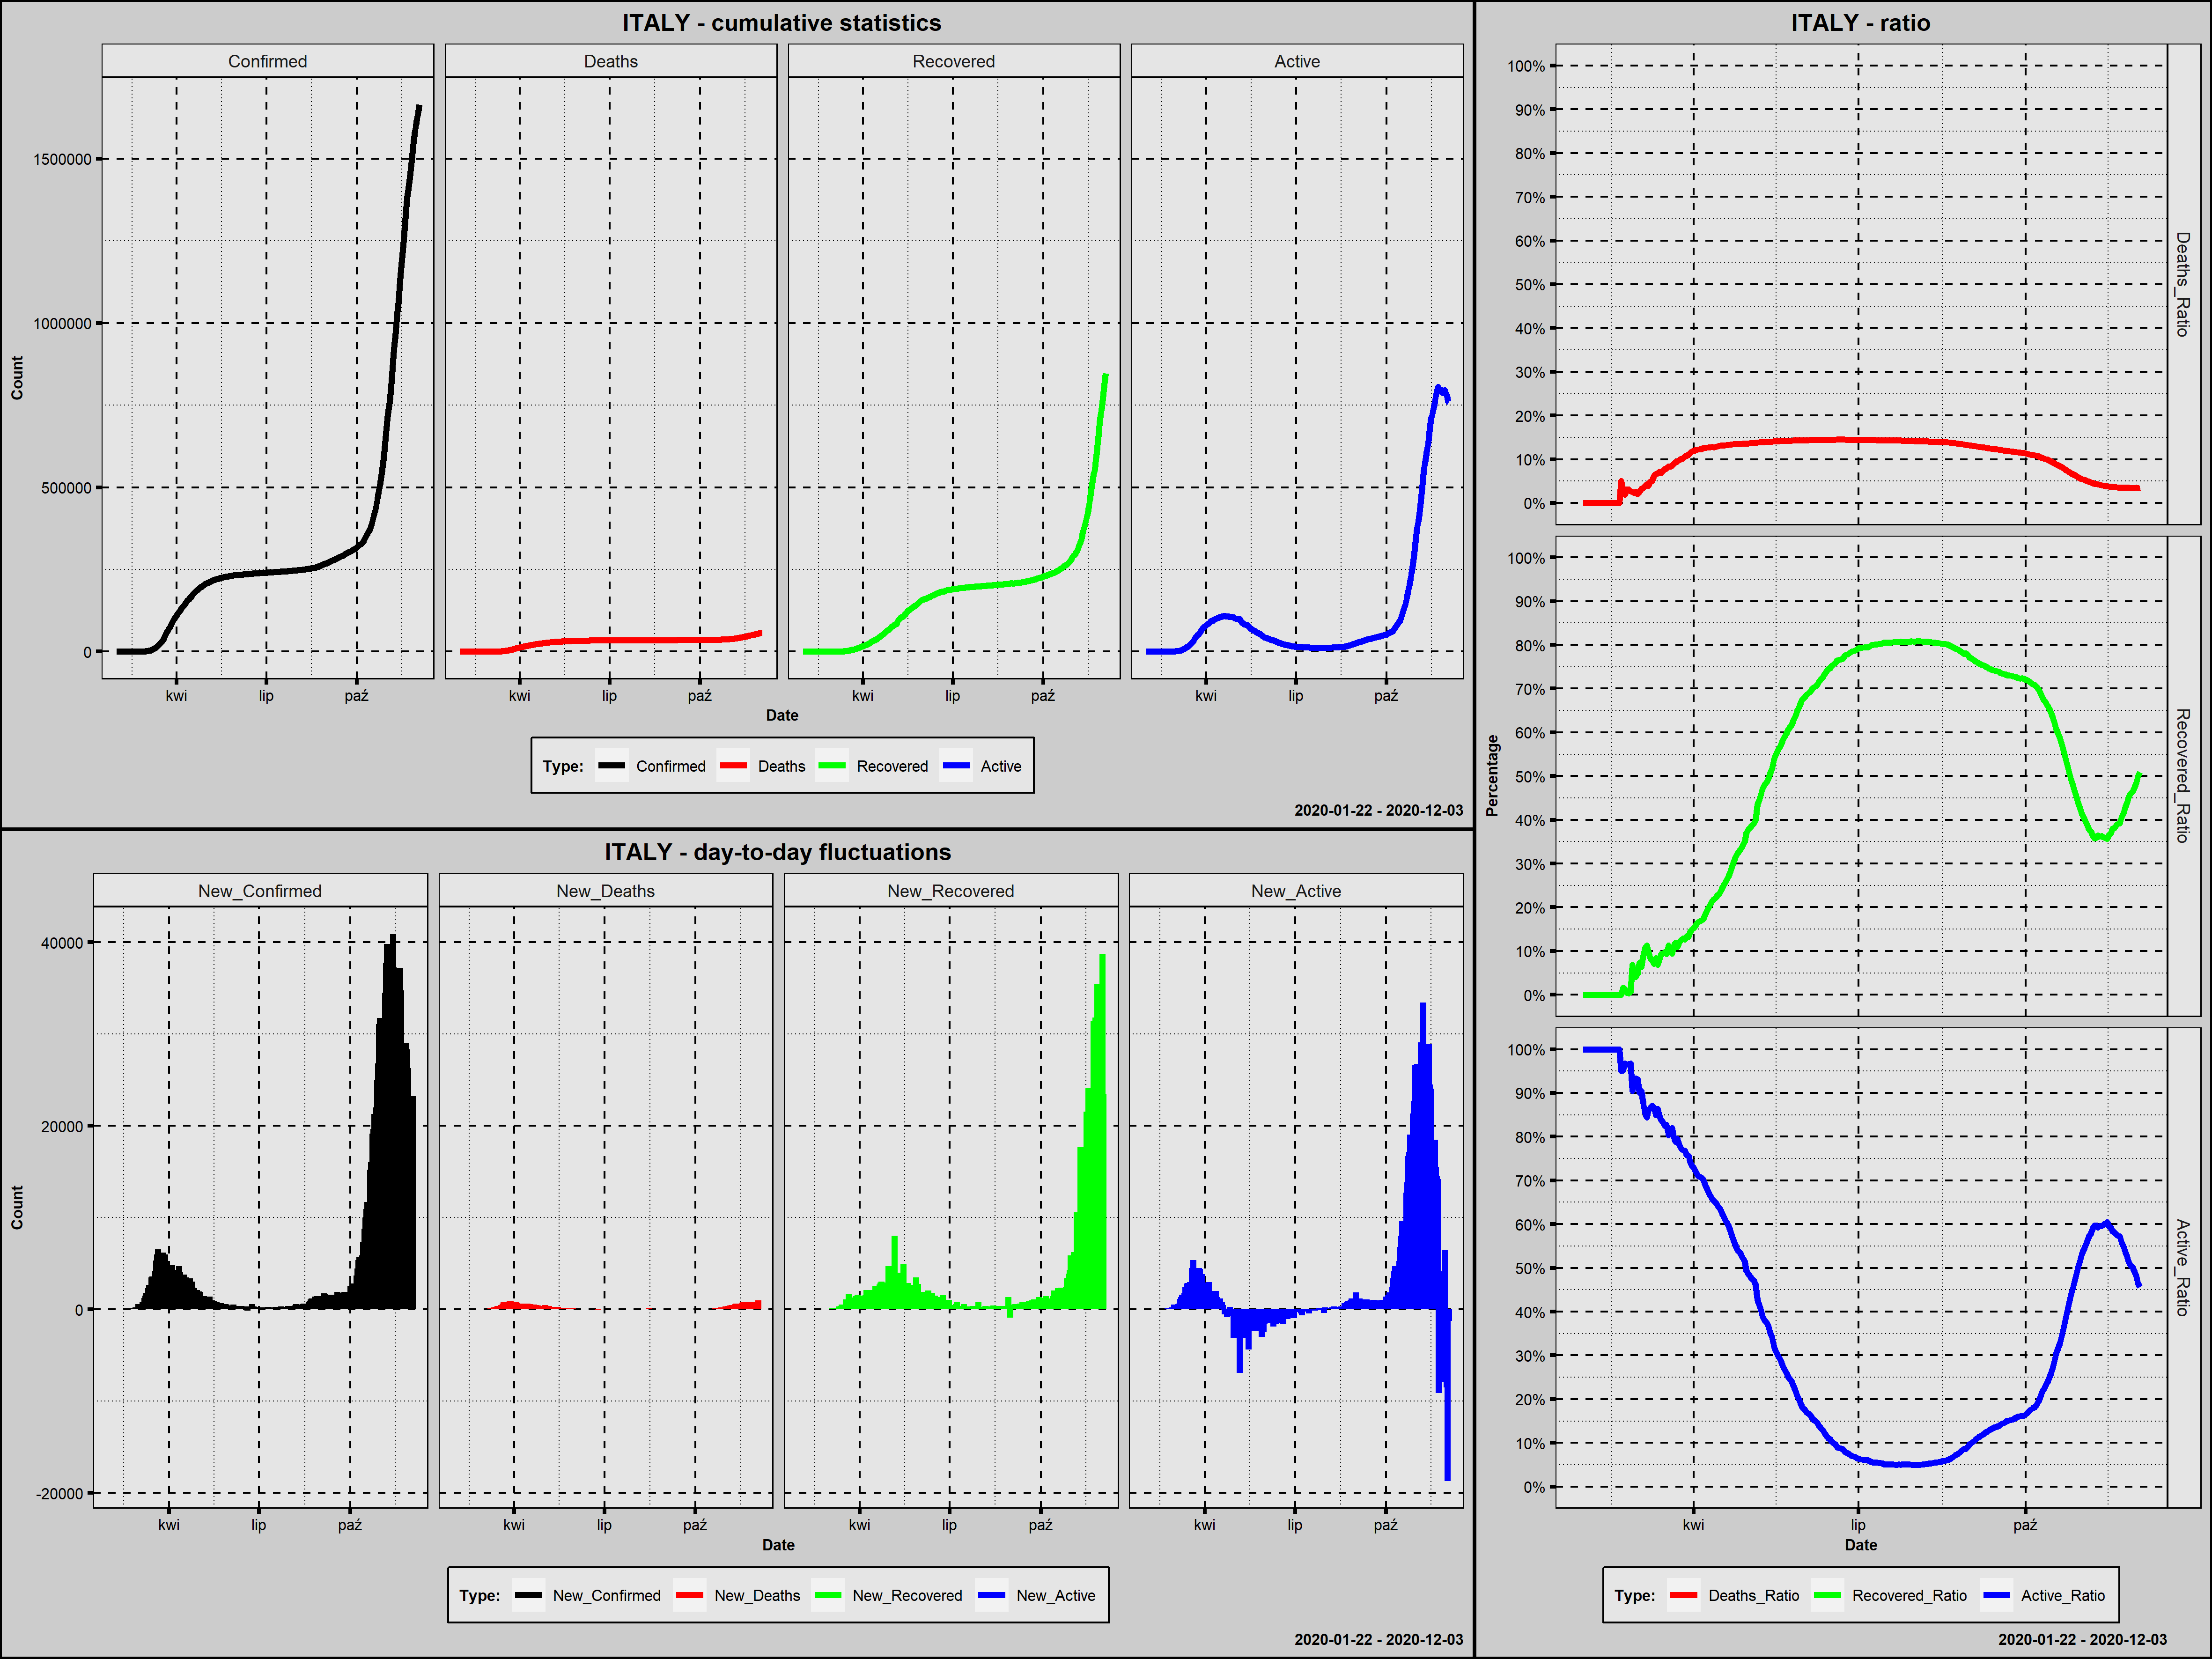 ITALY - cumulative statistics
Confirmed Deaths Recovered Active
Count
1500000
1000000
500000
0
kwi lip paź kwi lip paź kwi lip paź kwi lip paź
Date
Type: Confirmed Deaths Recovered Active
2020-01-22 - 2020-12-03
ITALY - day-to-day fluctuations
New_Confirmed New_Deaths New_Recovered New_Active
Count
40000
20000
0
-20000
kwi lip paź kwi lip paź kwi lip paź kwi lip paź
Date
Type: New_Confirmed New_Deaths New_Recovered New_Active
2020-01-22 - 2020-12-03
ITALY - ratio
Percentage
100%
90%
80%
70%
60%
50%
40%
30%
20%
10%
0%
Deaths_Ratio
100%
90%
80%
70%
60%
50%
40%
30%
20%
10%
0%
Recovered_Ratio
100%
90%
80%
70%
60%
50%
40%
30%
20%
10%
0%
Active_Ratio
kwi lip paź
Date
Type: Deaths_Ratio Recovered_Ratio Active_Ratio
2020-01-22 - 2020-12-03